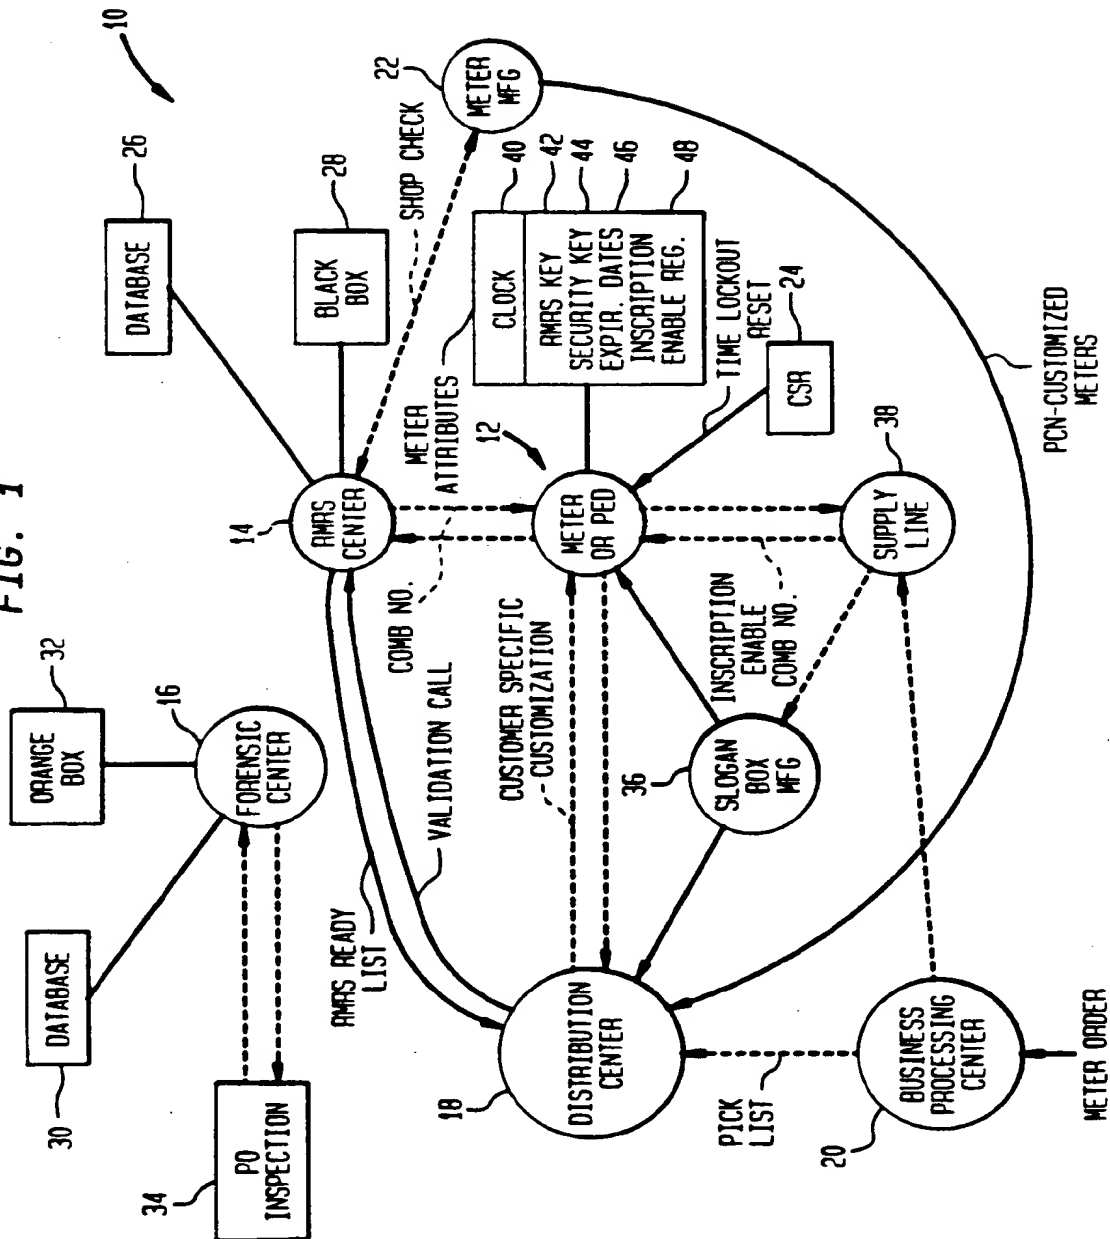 FIG. 1
10
DATABASE
26
BLACK
BOX
28
METER
MFG
22
SHOP CHECK
RMRS
CENTER
14
METER
ATTRIBUTES
CLOCK
RMRS KEY
SECURITY KEY
EXPIR. DATES
INSCRIPTION
ENABLE REG.
40
42
44
46
48
ORANGE
BOX
32
FORENSIC
CENTER
16
DATABASE
30
PO
INSPECTION
34
COMB NO.
VALIDATION CALL
RMRS READY
LIST
CUSTOMER SPECIFIC
CUSTOMIZATION
METER
OR PED
12
TIME LOCKOUT
RESET
24
CSR
INSCRIPTION
ENABLE
COMB NO.
SLOGAN
BOX
MFG
36
SUPPLY
LINE
38
PCN-CUSTOMIZED
METERS
DISTRIBUTION
CENTER
18
PICK
LIST
BUSINESS
PROCESSING
CENTER
20
METER ORDER